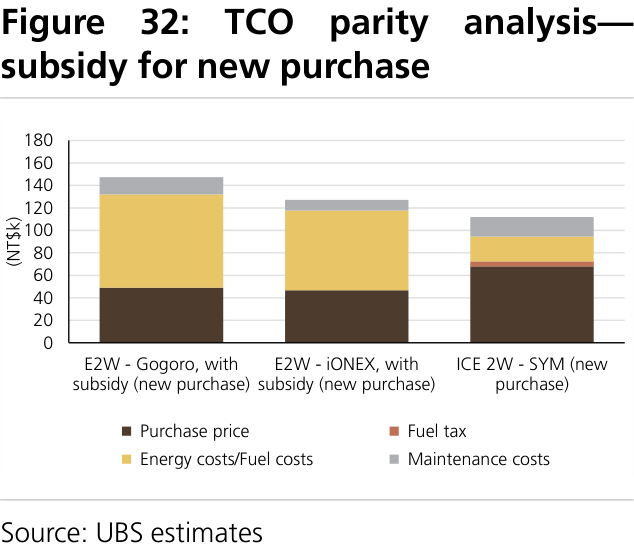 Figure 32: TCO parity analysis—
subsidy for new purchase
(NT$k)
180
160
140
120
100
80
60
40
20
0
E2W - Gogoro, with
subsidy (new purchase)
E2W - iONEX, with
subsidy (new purchase)
ICE 2W - SYM (new
purchase)
Purchase price
Fuel tax
Energy costs/Fuel costs
Maintenance costs
Source: UBS estimates